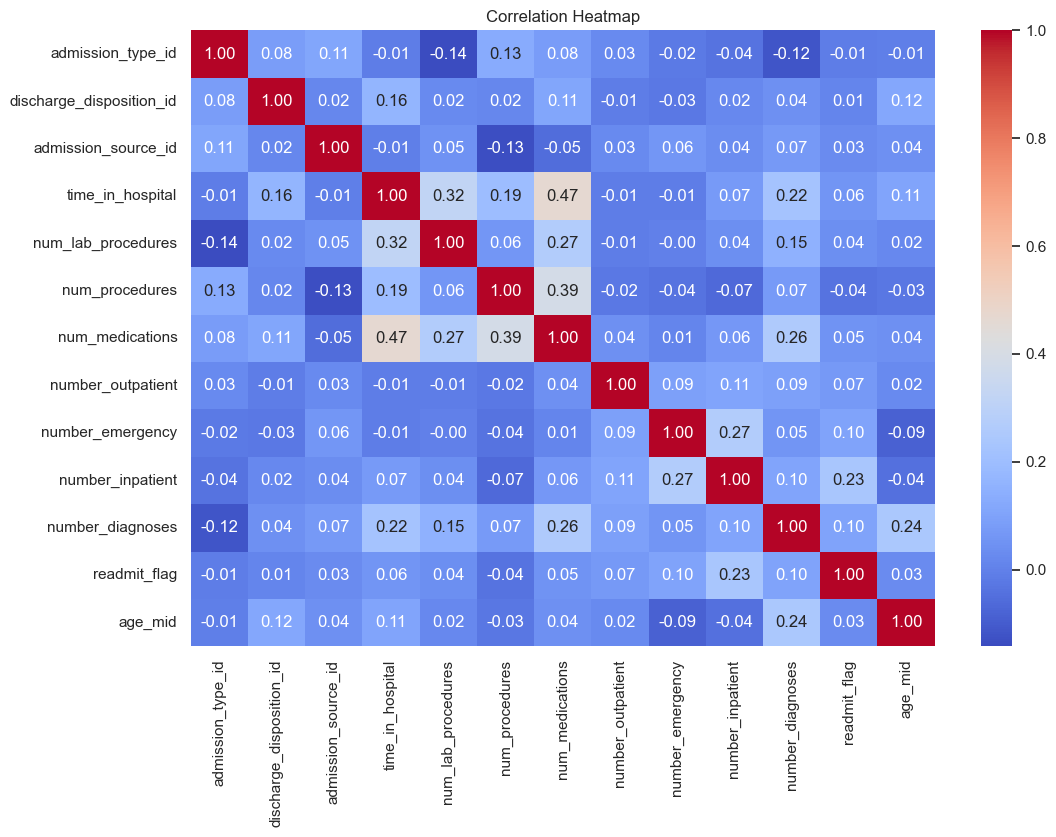 Correlation Heatmap
admission_type_id 1.00 0.08 0.11 -0.01 -0.14 0.13 0.08 0.03 -0.02 -0.04 -0.12 -0.01 -0.01
discharge_disposition_id 0.08 1.00 0.02 0.16 0.02 0.02 0.11 -0.01 -0.03 0.02 0.04 0.01 0.12
admission_source_id 0.11 0.02 1.00 -0.01 0.05 -0.13 -0.05 0.03 0.06 0.04 0.07 0.03 0.04
time_in_hospital -0.01 0.16 -0.01 1.00 0.32 0.19 0.47 -0.01 -0.01 0.07 0.22 0.06 0.11
num_lab_procedures -0.14 0.02 0.05 0.32 1.00 0.06 0.27 -0.01 -0.00 0.04 0.15 0.04 0.02
num_procedures 0.13 0.02 -0.13 0.19 0.06 1.00 0.39 -0.02 -0.04 -0.07 0.07 -0.04 -0.03
num_medications 0.08 0.11 -0.05 0.47 0.27 0.39 1.00 0.04 0.01 0.06 0.26 0.05 0.04
number_outpatient 0.03 -0.01 0.03 -0.01 -0.01 -0.02 0.04 1.00 0.09 0.11 0.09 0.07 0.02
number_emergency -0.02 -0.03 0.06 -0.01 -0.00 -0.04 0.01 0.09 1.00 0.27 0.05 0.10 -0.09
number_inpatient -0.04 0.02 0.04 0.07 0.04 -0.07 0.06 0.11 0.27 1.00 0.10 0.23 -0.04
number_diagnoses -0.12 0.04 0.07 0.22 0.15 0.07 0.26 0.09 0.05 0.10 1.00 0.10 0.24
readmit_flag -0.01 0.01 0.03 0.06 0.04 -0.04 0.05 0.07 0.10 0.23 0.10 1.00 0.03
age_mid -0.01 0.12 0.04 0.11 0.02 -0.03 0.04 0.02 -0.09 -0.04 0.24 0.03 1.00
admission_type_id
discharge_disposition_id
admission_source_id
time_in_hospital
num_lab_procedures
num_procedures
num_medications
number_outpatient
number_emergency
number_inpatient
number_diagnoses
readmit_flag
age_mid
1.0
0.8
0.6
0.4
0.2
0.0